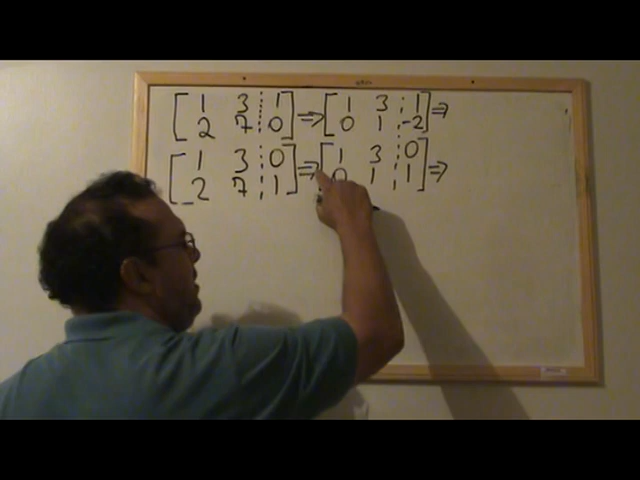 [1 3 ¦ 1] ⇒ [1 3 ¦ 1] ⇒
[2 7 ¦ 0] [0 1 ¦ -2]
[1 3 ¦ 0] ⇒ [1 3 ¦ 0] ⇒
[2 7 ¦ 1] [0 1 ¦ 1]